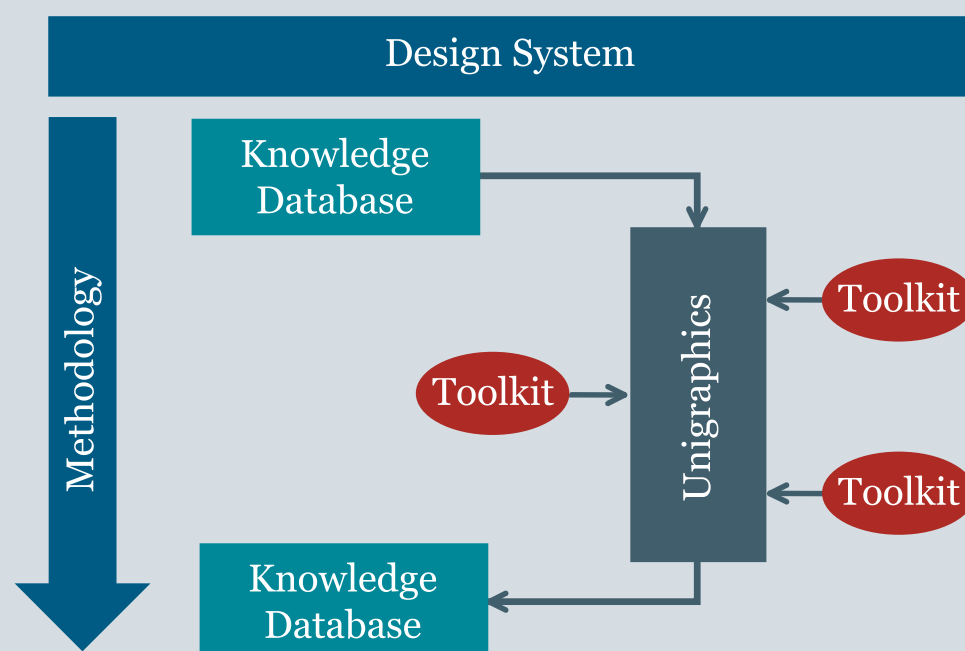 Design System
Knowledge
Database
Methodology
Unigraphics
Toolkit
Toolkit
Toolkit
Knowledge
Database